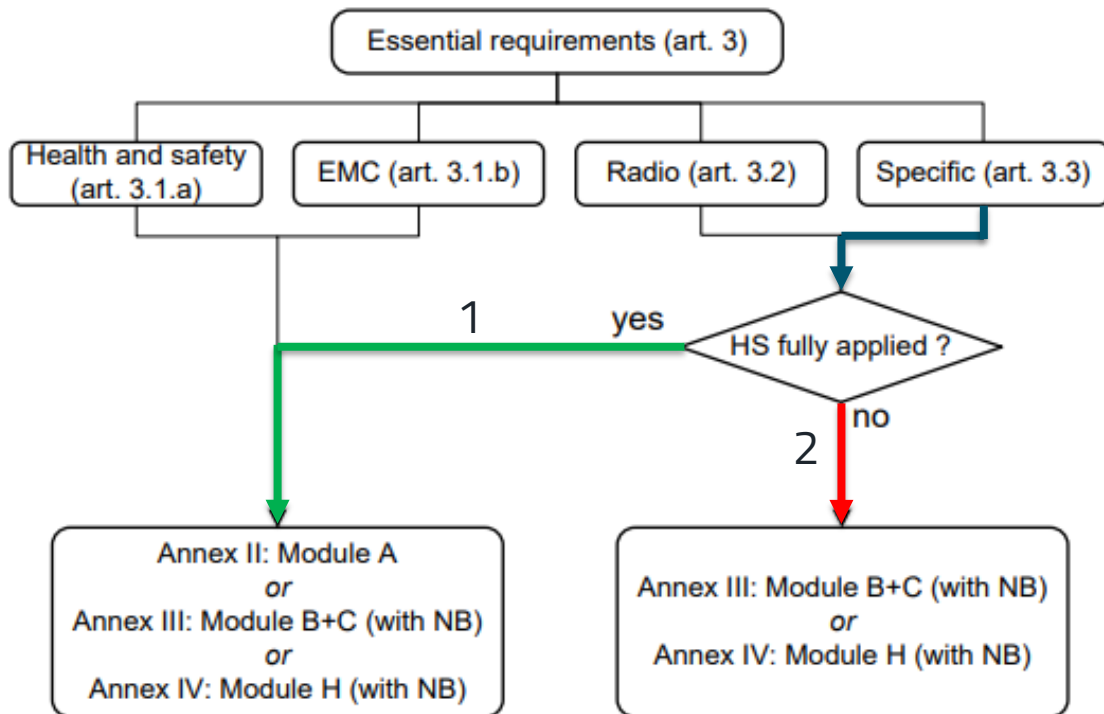 Essential requirements (art. 3)
Health and safety
(art. 3.1.a)
EMC (art. 3.1.b)
Radio (art. 3.2)
Specific (art. 3.3)
1
yes
HS fully applied ?
no
2
Annex II: Module A
or
Annex III: Module B+C (with NB)
or
Annex IV: Module H (with NB)
Annex III: Module B+C (with NB)
or
Annex IV: Module H (with NB)